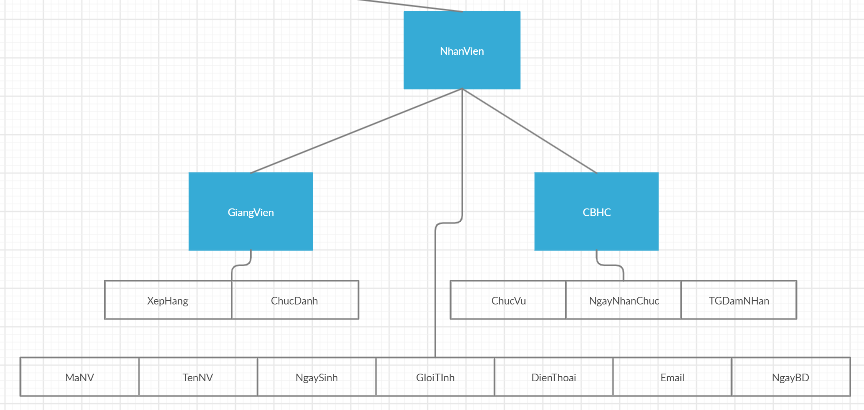 NhanVien
GiangVien
CBHC
XepHang
ChucDanh
ChucVu
NgayNhanChuc
TGDamNHan
MaNV
TenNV
NgaySinh
GIoiTInh
DienThoai
Email
NgayBD